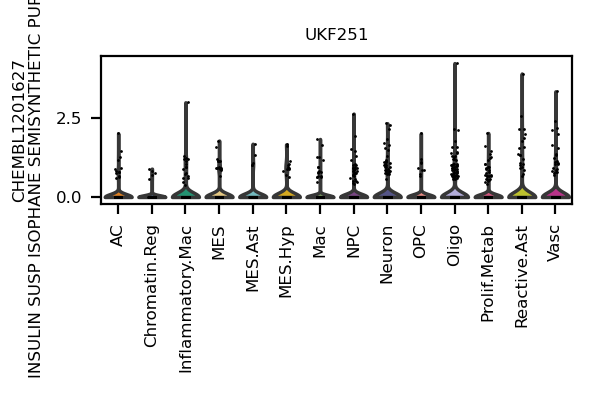 UKF251
CHEMBL1201627
INSULIN SUSP ISOPHANE SEMISYNTHETIC
2.5
0.0
AC
Chromatin.Reg
Inflammatory.Mac
MES
MES.Ast
MES.Hyp
Mac
NPC
Neuron
OPC
Oligo
Prolif.Metab
Reactive.Ast
Vasc